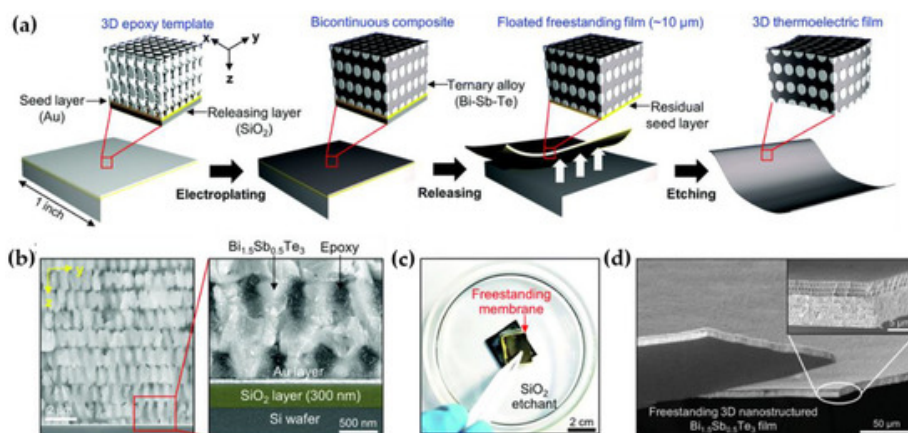 (a)
3D epoxy template
Bicontinuous composite
Floated freestanding film (~10 μm)
3D thermoelectric film
x
y
z
Seed layer
(Au)
Releasing layer
(SiO2)
Ternary alloy
(Bi-Sb-Te)
Residual
seed layer
1 inch
Electroplating
Releasing
Etching
(b)
y
Bi1.5Sb0.5Te3
Epoxy
Au layer
SiO2 layer (300 nm)
Si wafer
500 nm
(c)
Freestanding
membrane
SiO2
etchant
2 cm
(d)
Freestanding 3D nanostructured
Bi1.5Sb0.5Te3 film
50 μm